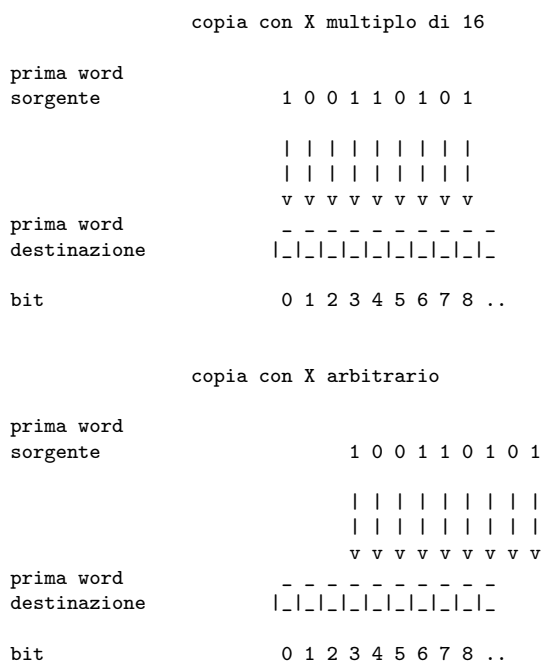 copia con X multiplo di 16
prima word
sorgente 1 0 0 1 1 0 1 0 1
| | | | | | | | |
| | | | | | | | |
v v v v v v v v v
prima word _ _ _ _ _ _ _ _ _ _
destinazione |_|_|_|_|_|_|_|_|_|_
bit 0 1 2 3 4 5 6 7 8 ..
copia con X arbitrario
prima word
sorgente 1 0 0 1 1 0 1 0 1
| | | | | | | | |
| | | | | | | | |
v v v v v v v v v
prima word _ _ _ _ _ _ _ _ _ _
destinazione |_|_|_|_|_|_|_|_|_|_
bit 0 1 2 3 4 5 6 7 8 ..